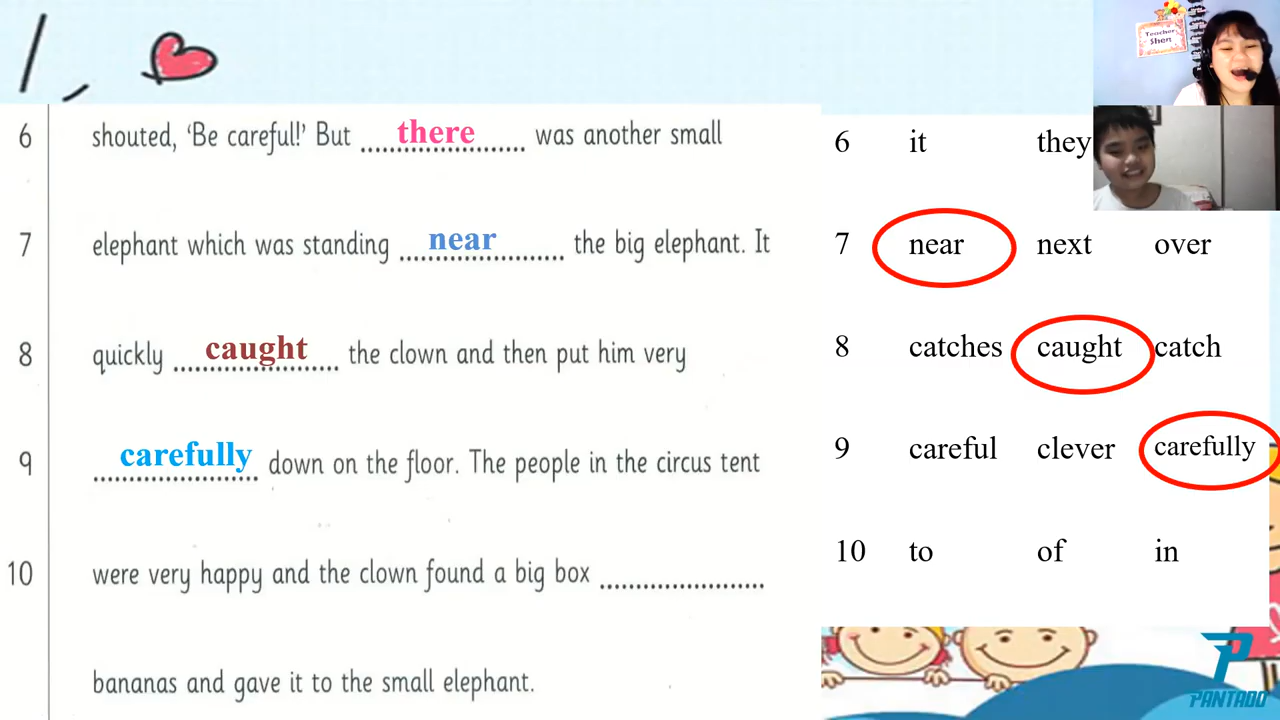 Teacher
Shen
6 shouted, ‘Be careful!’ But there was another small
7 elephant which was standing near the big elephant. It
8 quickly caught the clown and then put him very
9 carefully down on the floor. The people in the circus tent
10 were very happy and the clown found a big box ........................
bananas and gave it to the small elephant.
6 it they
7 near next over
8 catches caught catch
9 careful clever carefully
10 to of in
PANTADO